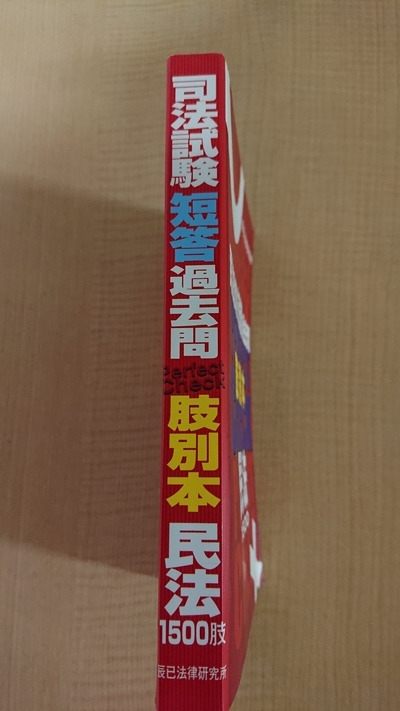 司法試験 短答 過去問
Perfect
Check
肢別本 民法
1500肢
辰已法律研究所